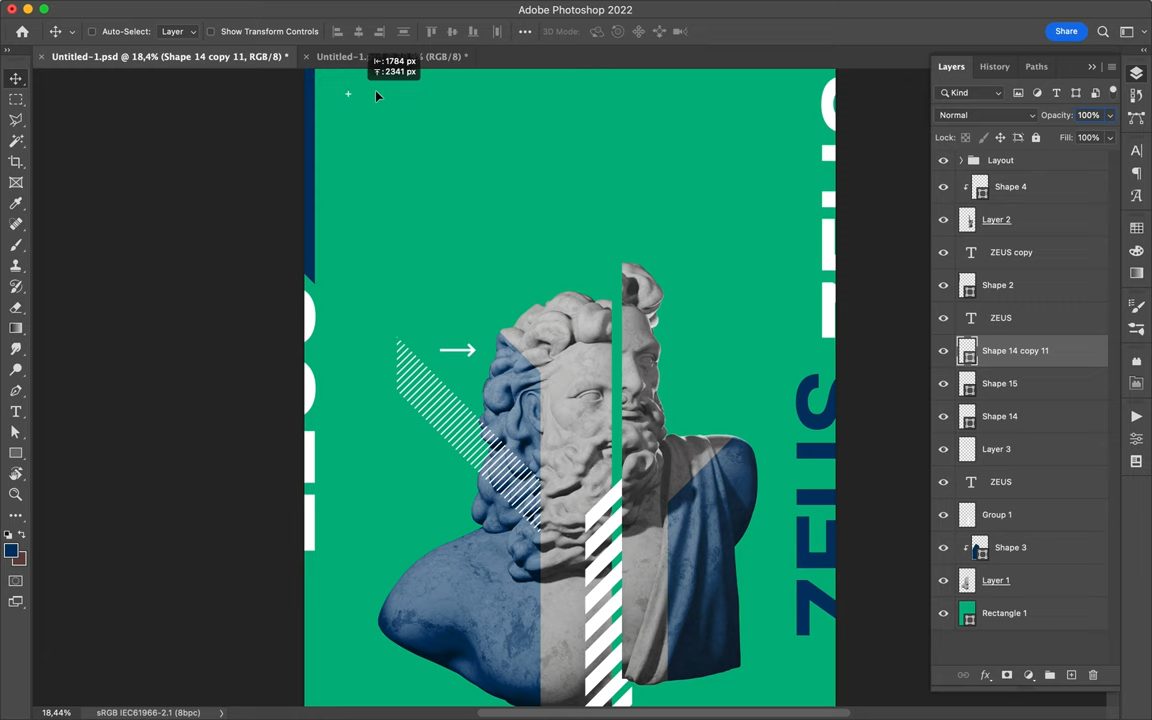 Adobe Photoshop 2022
Auto-Select: Layer Show Transform Controls ••• 3D Mode: Share
× Untitled-1.psd @ 18,4% (Shape 14 copy 11, RGB/8) * × Untitled-1. % (RGB/8) *
: 1784 px
: 2341 px
Layers History Paths
Kind
Normal Opacity: 100%
Lock: Fill: 100%
Layout
Shape 4
Layer 2
ZEUS copy
Shape 2
ZEUS
Shape 14 copy 11
Shape 15
Shape 14
Layer 3
ZEUS
Group 1
Shape 3
Layer 1
Rectangle 1
ZEUS
18,44% sRGB IEC61966-2.1 (8bpc)